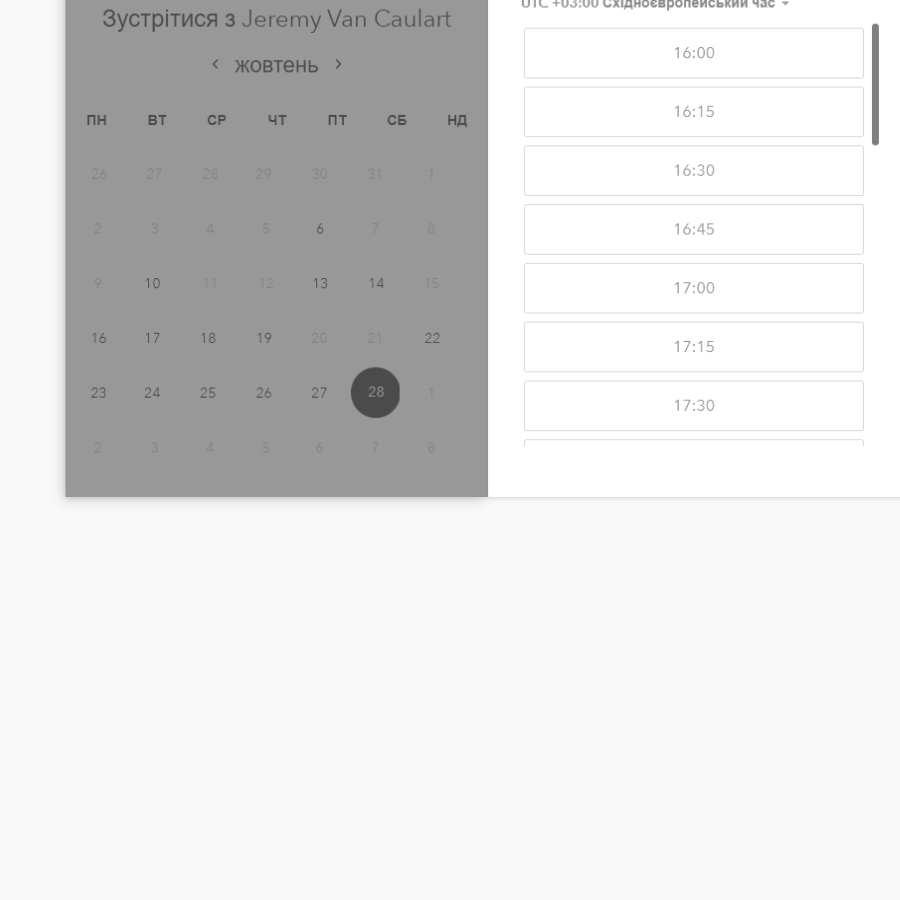 Зустрітися з Jeremy Van Caulart
жовтень
ПН ВТ СР ЧТ ПТ СБ НД
26 27 28 29 30 31 1
2 3 4 5 6 7 8
9 10 11 12 13 14 15
16 17 18 19 20 21 22
23 24 25 26 27 28 1
2 3 4 5 6 7 8
UTC +03:00 Східноєвропейський час
16:00
16:15
16:30
16:45
17:00
17:15
17:30